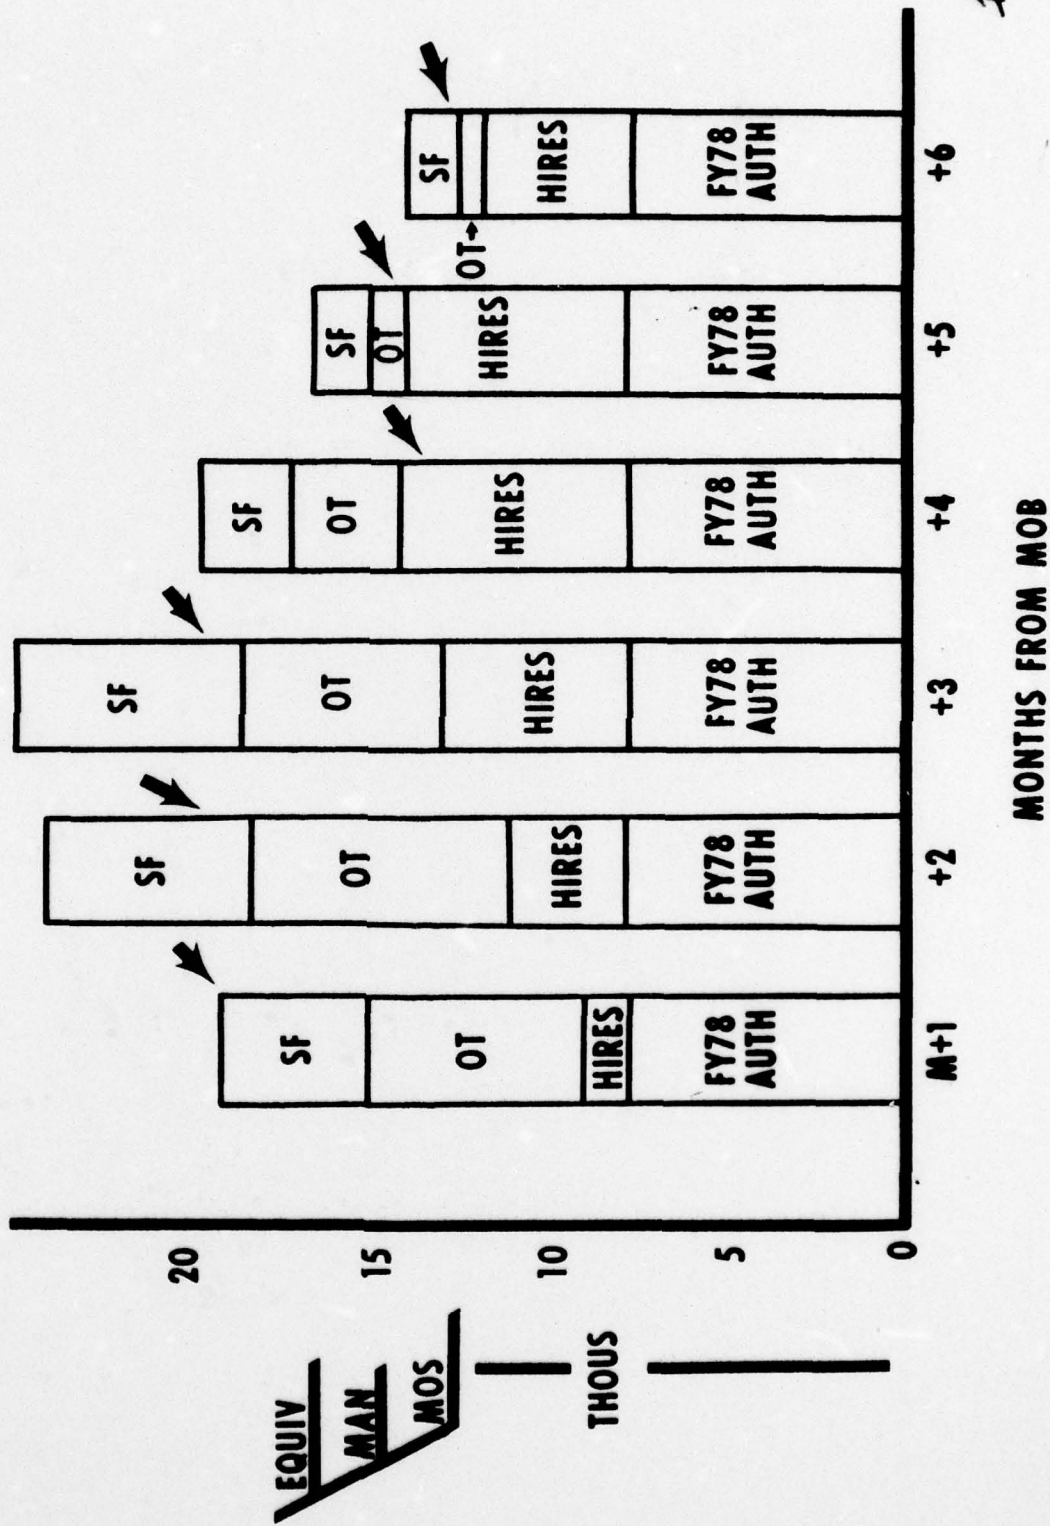 EQUIV
MAN
MOS
THOUS
20
15
10
5
0
SF
OT
HIRES
FY78
AUTH
SF
OT
HIRES
FY78
AUTH
SF
OT
HIRES
FY78
AUTH
SF
OT
HIRES
FY78
AUTH
SF
OT
HIRES
FY78
AUTH
SF
OT→
HIRES
FY78
AUTH
M+1
+2
+3
+4
+5
+6
MONTHS FROM MOB